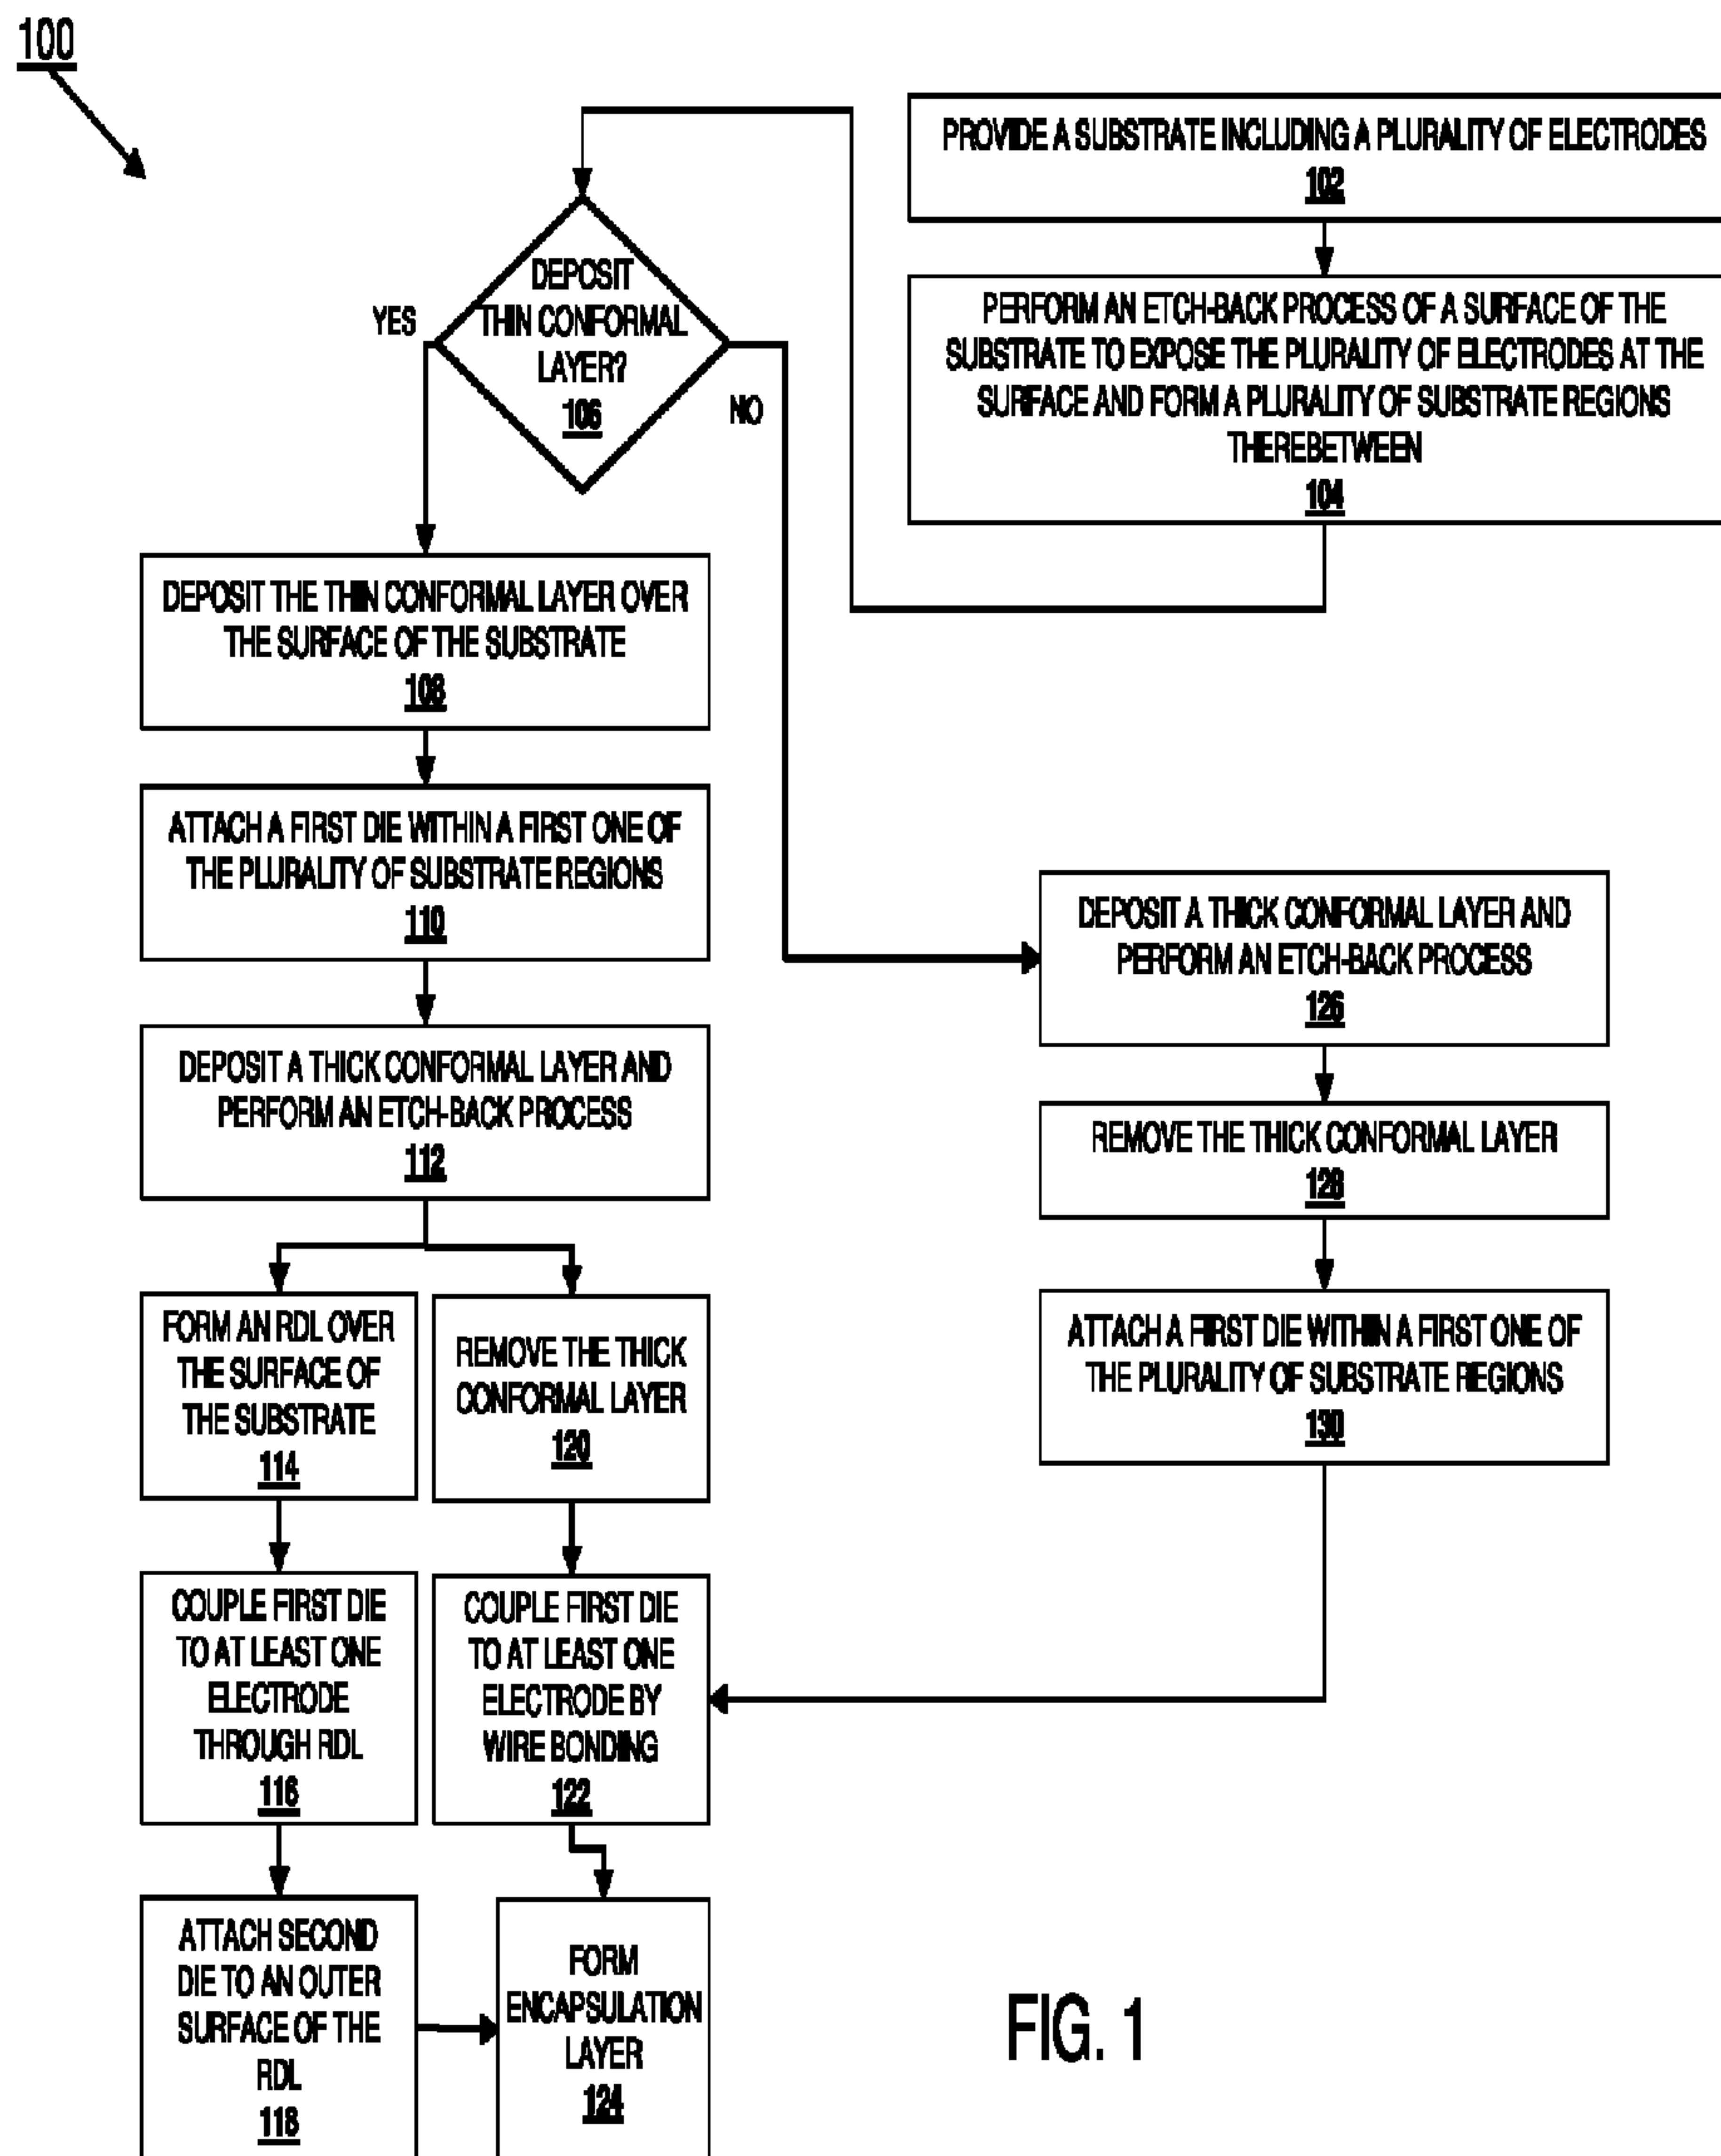 100
PROVIDE A SUBSTRATE INCLUDING A PLURALITY OF ELECTRODES
102
PERFORM AN ETCH-BACK PROCESS OF A SURFACE OF THE
SUBSTRATE TO EXPOSE THE PLURALITY OF ELECTRODES AT THE
SURFACE AND FORM A PLURALITY OF SUBSTRATE REGIONS
THEREBETWEEN
104
DEPOSIT
THIN CONFORMAL
LAYER?
106
YES
NO
DEPOSIT THE THIN CONFORMAL LAYER OVER
THE SURFACE OF THE SUBSTRATE
108
ATTACH A FIRST DIE WITHIN A FIRST ONE OF
THE PLURALITY OF SUBSTRATE REGIONS
110
DEPOSIT A THICK CONFORMAL LAYER AND
PERFORM AN ETCH-BACK PROCESS
112
FORM AN RDL OVER
THE SURFACE OF
THE SUBSTRATE
114
COUPLE FIRST DIE
TO AT LEAST ONE
ELECTRODE
THROUGH RDL
116
ATTACH SECOND
DIE TO AN OUTER
SURFACE OF THE
RDL
118
REMOVE THE THICK
CONFORMAL LAYER
120
COUPLE FIRST DIE
TO AT LEAST ONE
ELECTRODE BY
WIRE BONDING
122
FORM
ENCAPSULATION
LAYER
124
DEPOSIT A THICK CONFORMAL LAYER AND
PERFORM AN ETCH-BACK PROCESS
126
REMOVE THE THICK CONFORMAL LAYER
128
ATTACH A FIRST DIE WITHIN A FIRST ONE OF
THE PLURALITY OF SUBSTRATE REGIONS
130
FIG. 1